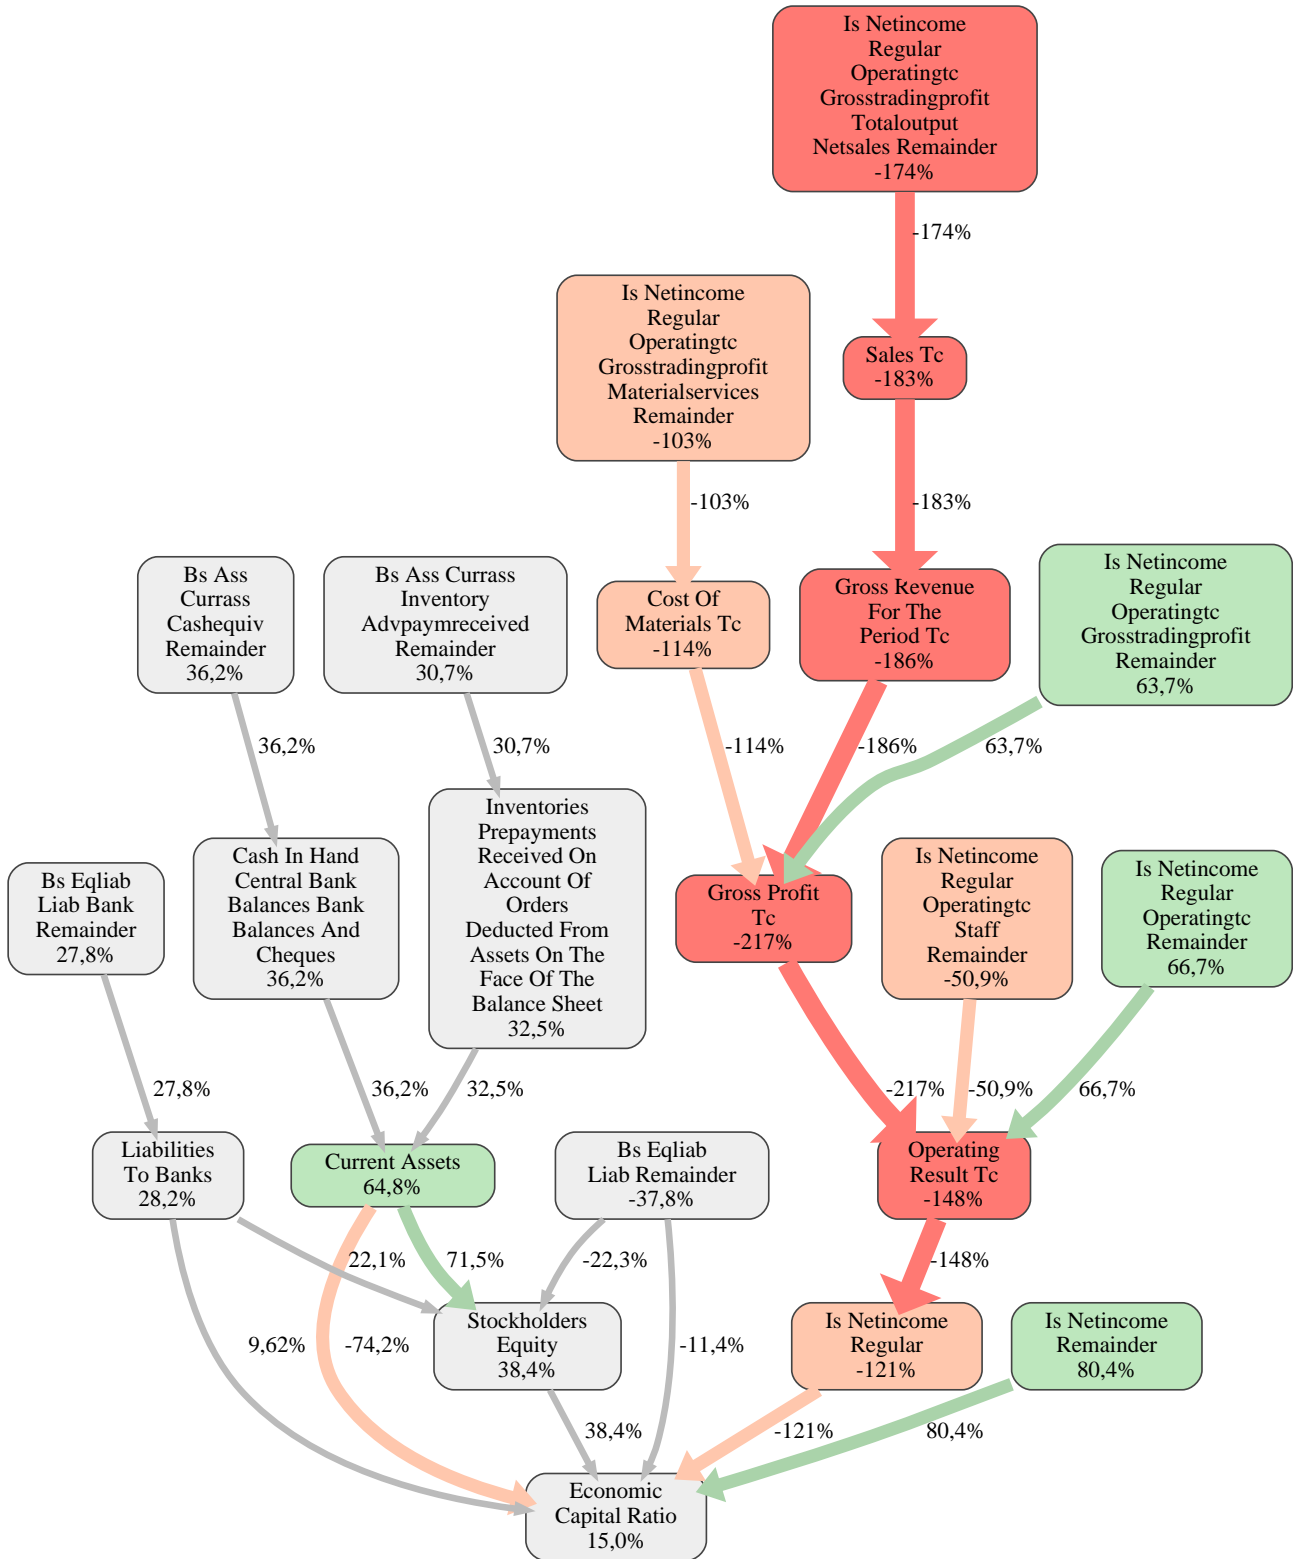 Is Netincome
Regular
Operatingtc
Grosstradingprofit
Totaloutput
Netsales Remainder
-174%
-174%
Is Netincome
Regular
Operatingtc
Grosstradingprofit
Materialservices
Remainder
-103%
Sales Tc
-183%
-103%
-183%
Bs Ass
Currass
Cashequiv
Remainder
36,2%
Bs Ass Currass
Inventory
Advpaymreceived
Remainder
30,7%
Cost Of
Materials Tc
-114%
Gross Revenue
For The
Period Tc
-186%
Is Netincome
Regular
Operatingtc
Grosstradingprofit
Remainder
63,7%
36,2%
30,7%
-114%
-186%
63,7%
Bs Eqliab
Liab Bank
Remainder
27,8%
Cash In Hand
Central Bank
Balances Bank
Balances And
Cheques
36,2%
Inventories
Prepayments
Received On
Account Of
Orders
Deducted From
Assets On The
Face Of The
Balance Sheet
32,5%
Gross Profit
Tc
-217%
Is Netincome
Regular
Operatingtc
Staff
Remainder
-50,9%
Is Netincome
Regular
Operatingtc
Remainder
66,7%
27,8%
36,2%
32,5%
-217%
-50,9%
66,7%
Liabilities
To Banks
28,2%
Current Assets
64,8%
Bs Eqliab
Liab Remainder
-37,8%
Operating
Result Tc
-148%
22,1%
71,5%
-22,3%
-148%
9,62%
-74,2%
Stockholders
Equity
38,4%
-11,4%
Is Netincome
Regular
-121%
Is Netincome
Remainder
80,4%
38,4%
-121%
80,4%
Economic
Capital Ratio
15,0%